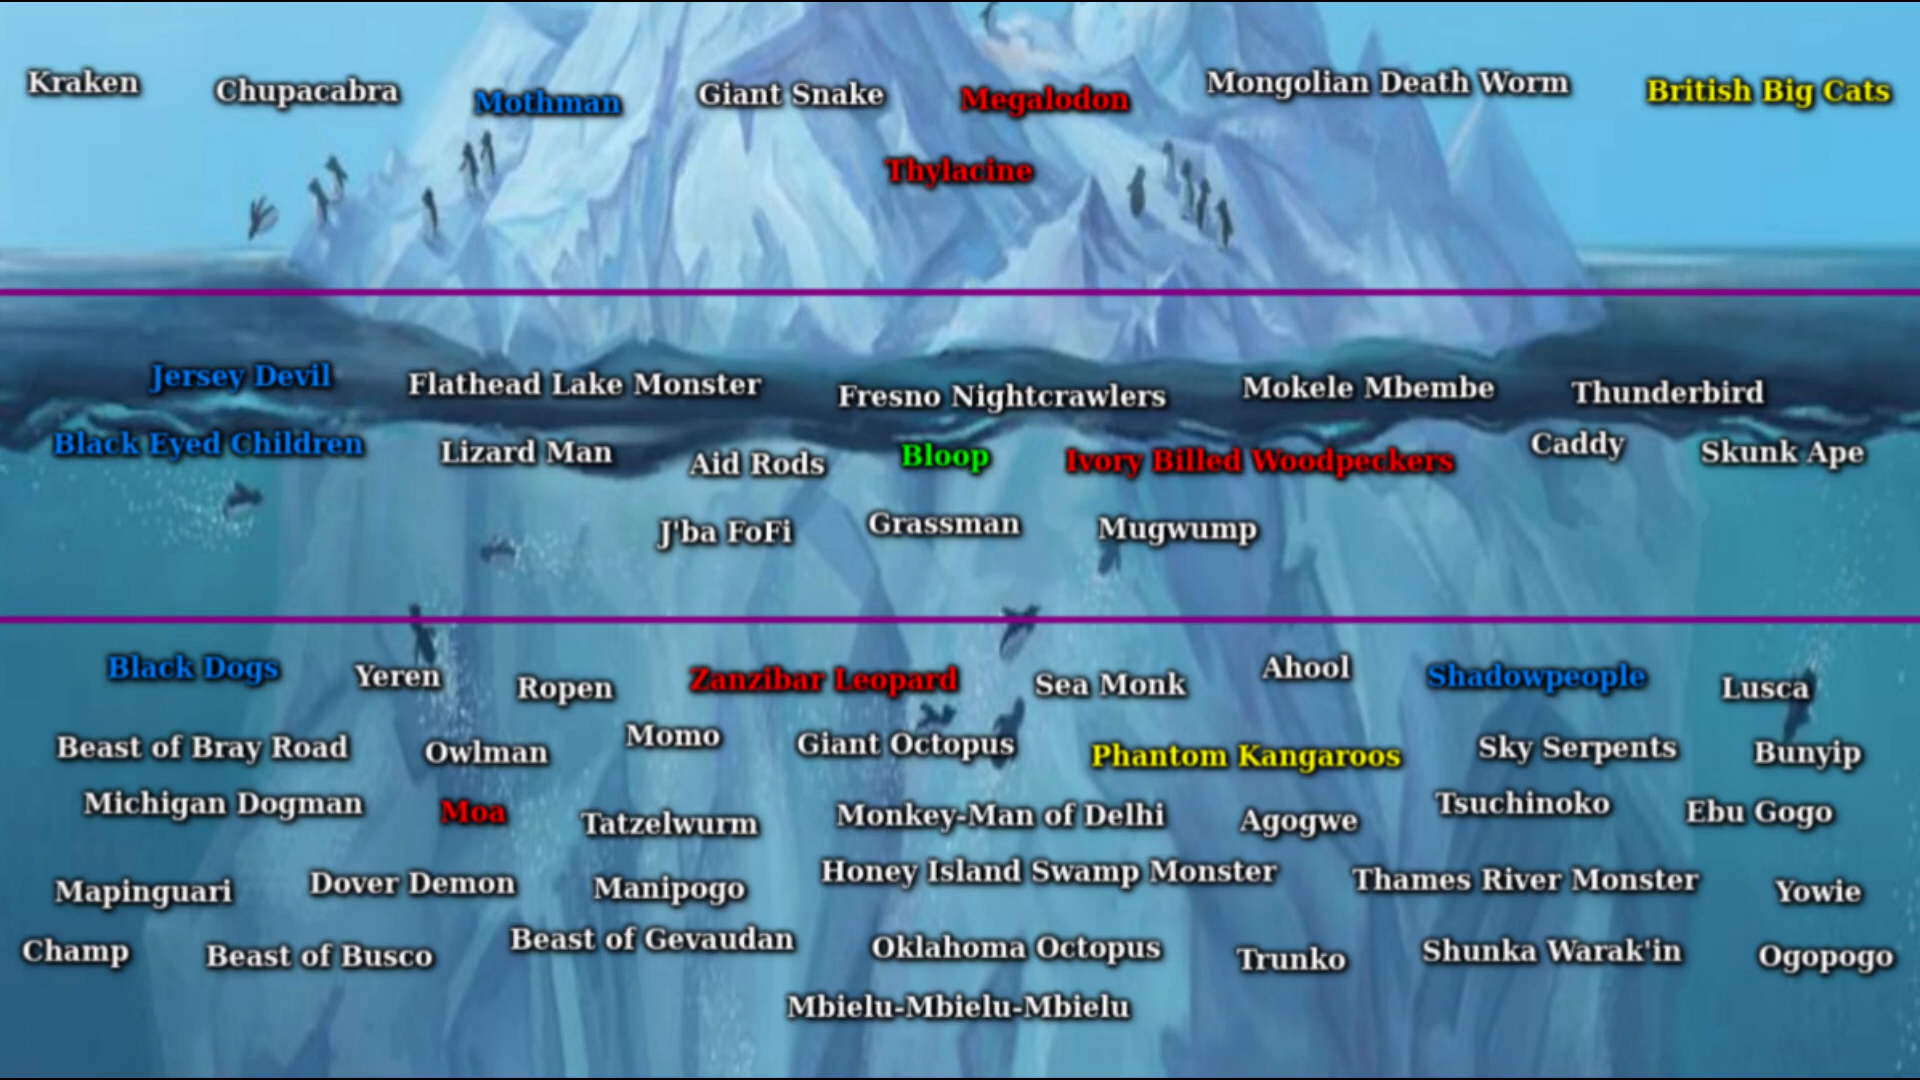 Kraken
Chupacabra
Mothman
Giant Snake
Megalodon
Mongolian Death Worm
British Big Cats
Thylacine
Jersey Devil
Flathead Lake Monster
Fresno Nightcrawlers
Mokele Mbembe
Thunderbird
Black Eyed Children
Lizard Man
Aid Rods
Bloop
Ivory Billed Woodpeckers
Caddy
Skunk Ape
J'ba FoFi
Grassman
Mugwump
Black Dogs
Yeren
Ropen
Zanzibar Leopard
Sea Monk
Ahool
Shadowpeople
Lusca
Beast of Bray Road
Owlman
Momo
Giant Octopus
Phantom Kangaroos
Sky Serpents
Bunyip
Michigan Dogman
Moa
Tatzelwurm
Monkey-Man of Delhi
Agogwe
Tsuchinoko
Ebu Gogo
Mapinguari
Dover Demon
Manipogo
Honey Island Swamp Monster
Thames River Monster
Yowie
Champ
Beast of Busco
Beast of Gevaudan
Oklahoma Octopus
Trunko
Shunka Warak'in
Ogopogo
Mbielu-Mbielu-Mbielu